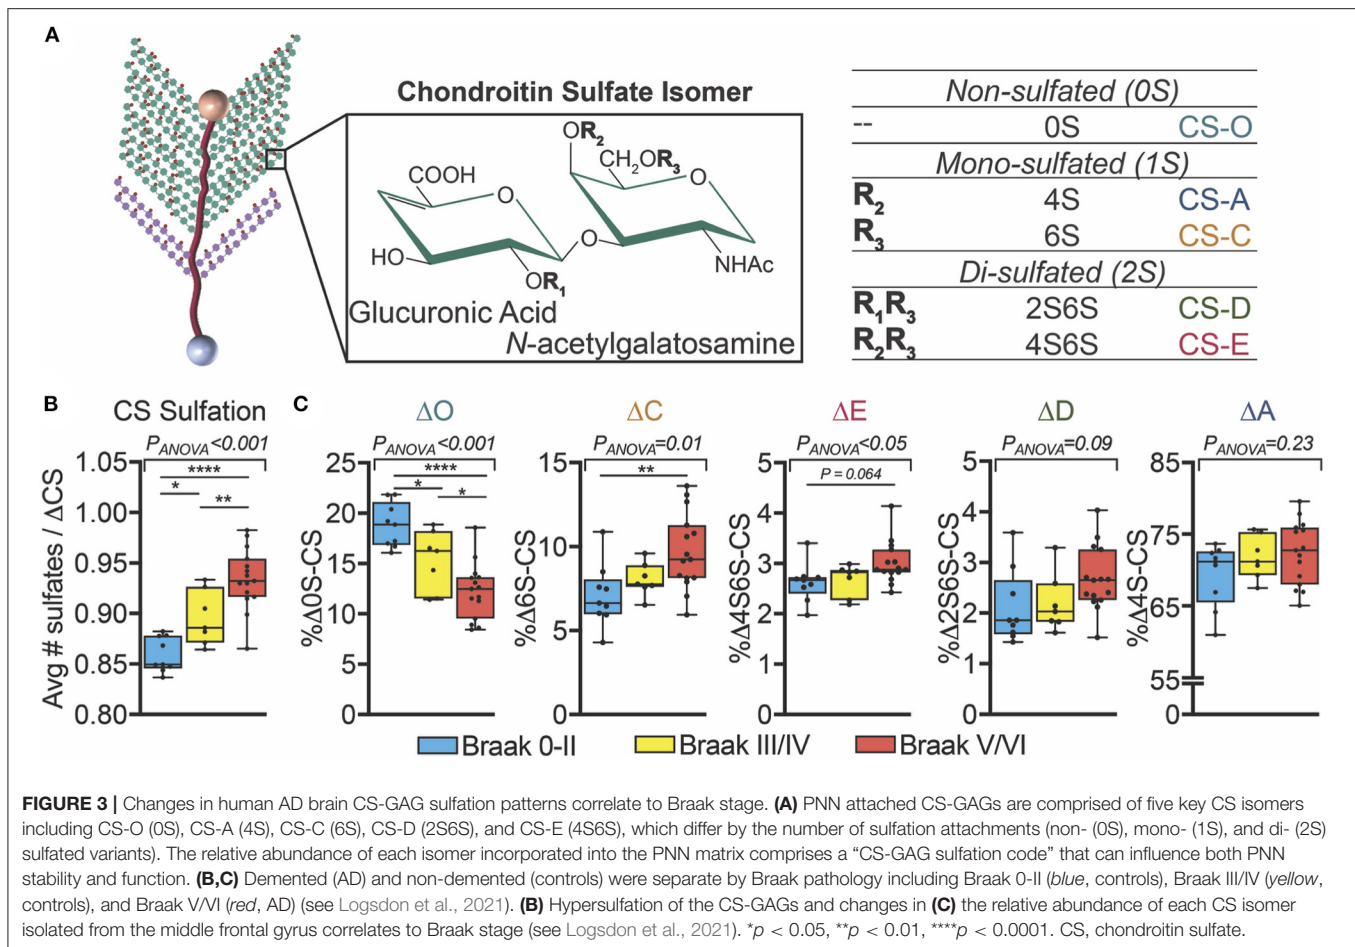 A
Chondroitin Sulfate Isomer
OR2
CH2OR3
COOH
O
O
HO
O
OR1
NHAc
Glucuronic Acid
N-acetylgalatosamine
Non-sulfated (0S)
-- 0S CS-O
Mono-sulfated (1S)
R2 4S CS-A
R3 6S CS-C
Di-sulfated (2S)
R1R3 2S6S CS-D
R2R3 4S6S CS-E
B
CS Sulfation
PANOVA<0.001
****
* **
Avg # sulfates / ΔCS
1.05
1.00
0.95
0.90
0.85
0.80
C
ΔO
PANOVA<0.001
****
* *
%Δ0S-CS
25
20
15
10
5
0
ΔC
PANOVA=0.01
**
%Δ6S-CS
15
10
5
0
ΔE
PANOVA<0.05
P = 0.064
%Δ4S6S-CS
5
4
3
2
1
0
ΔD
PANOVA=0.09
%Δ2S6S-CS
5
4
3
2
1
0
ΔA
PANOVA=0.23
%Δ4S-CS
85
75
65
55
0
Braak 0-II Braak III/IV Braak V/VI
FIGURE 3 | Changes in human AD brain CS-GAG sulfation patterns correlate to Braak stage. (A) PNN attached CS-GAGs are comprised of five key CS isomers
including CS-O (0S), CS-A (4S), CS-C (6S), CS-D (2S6S), and CS-E (4S6S), which differ by the number of sulfation attachments (non- (0S), mono- (1S), and di- (2S)
sulfated variants). The relative abundance of each isomer incorporated into the PNN matrix comprises a “CS-GAG sulfation code” that can influence both PNN
stability and function. (B,C) Demented (AD) and non-demented (controls) were separate by Braak pathology including Braak 0-II (blue, controls), Braak III/IV (yellow,
controls), and Braak V/VI (red, AD) (see Logsdon et al., 2021). (B) Hypersulfation of the CS-GAGs and changes in (C) the relative abundance of each CS isomer
isolated from the middle frontal gyrus correlates to Braak stage (see Logsdon et al., 2021). *p < 0.05, **p < 0.01, ****p < 0.0001. CS, chondroitin sulfate.